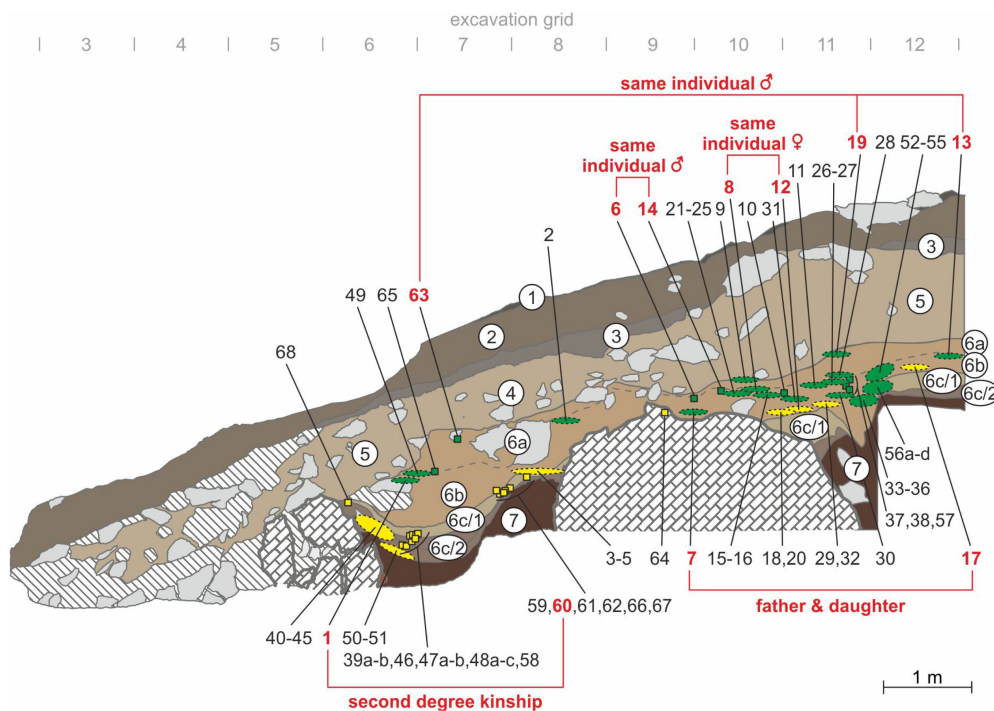 excavation grid
3 4 5 6 7 8 9 10 11 12
same individual ♂
same
individual ♀
same
individual ♂
19 28 52-55 13
11 26-27
8 12
6 14 21-25 9 10 31
2
3
1
5
49 65 63
2
3
68
4
6a
6b
6c/1
6c/2
5
6a
6c/1
56a-d
7
33-36
6b
6c/1
7
6c/2
37,38,57
3-5 64 7 15-16 18,20 29,32 30 17
59,60,61,62,66,67
father & daughter
40-45 1 50-51
39a-b,46,47a-b,48a-c,58
second degree kinship
1 m